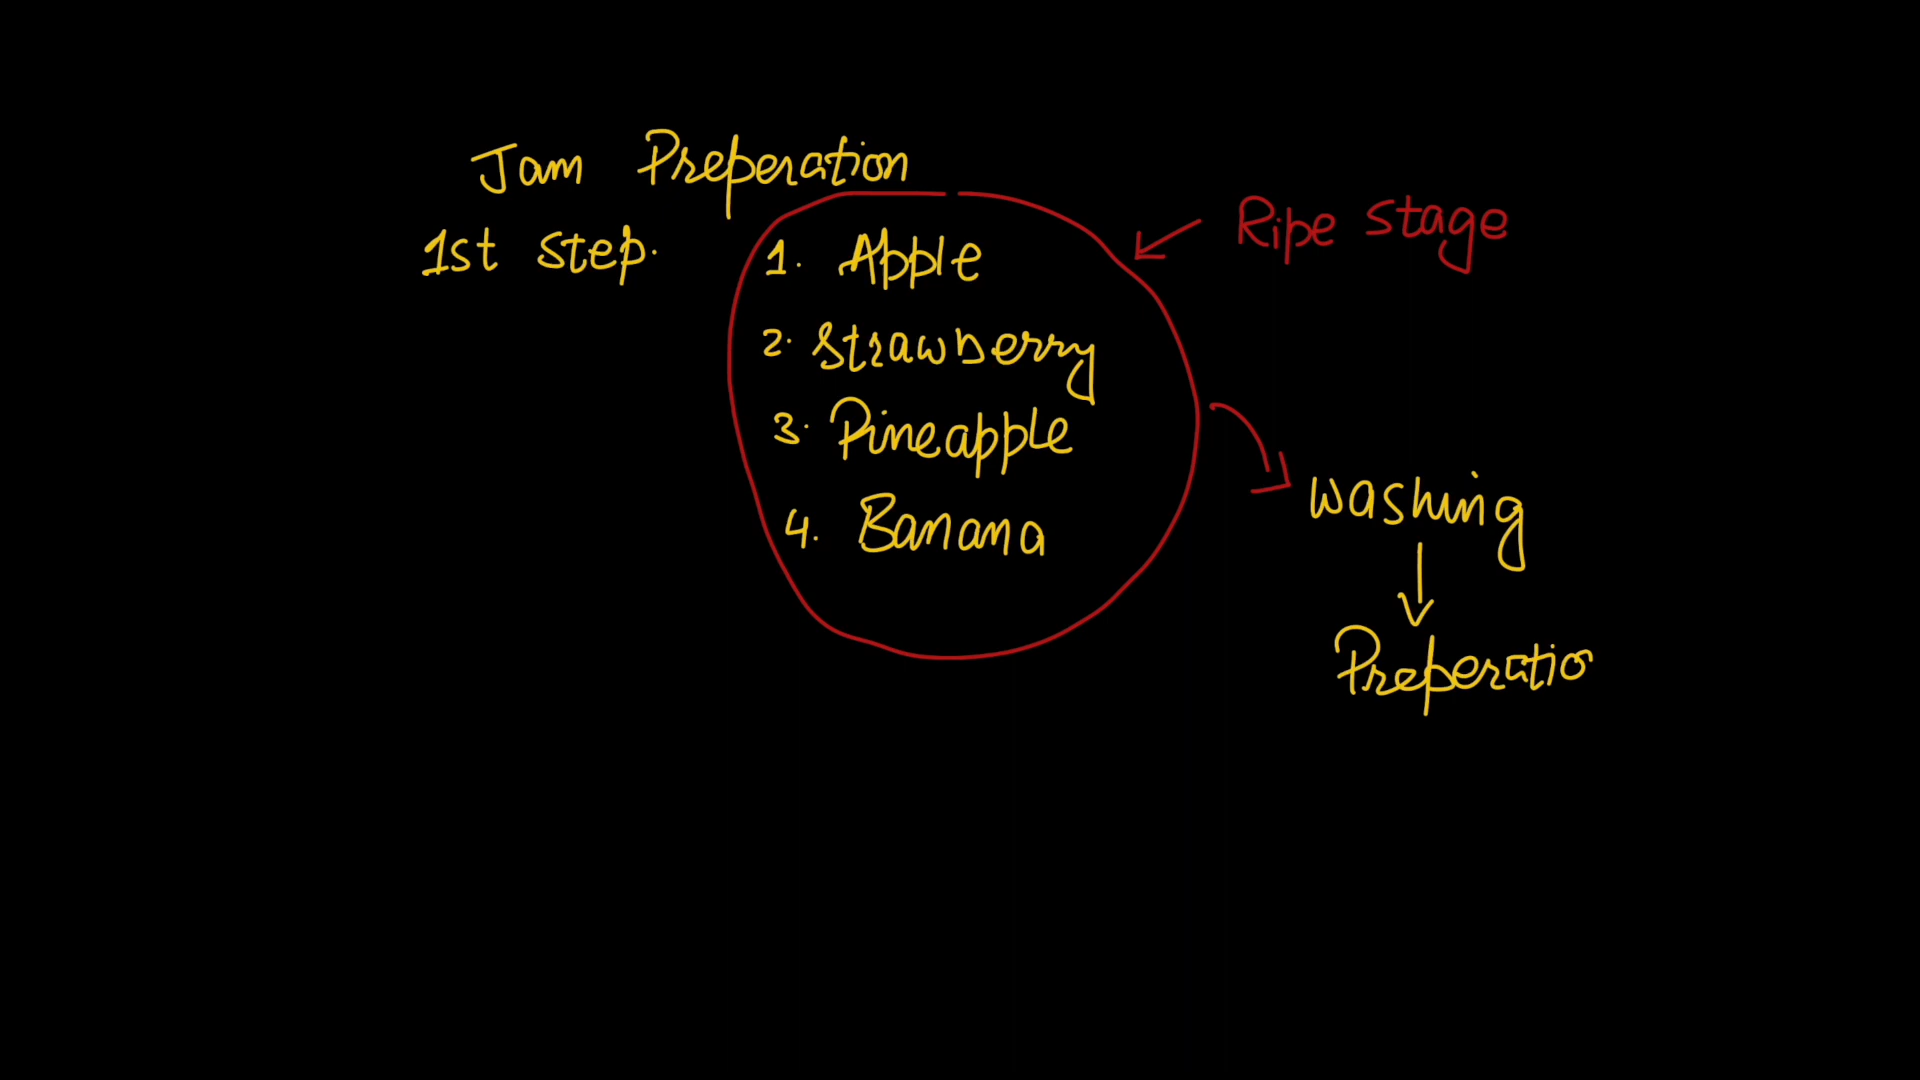 Jam Preperation
1st step.
1. Apple
2. Strawberry
3. Pineapple
4. Banana
Ripe stage
washing
Preperatio